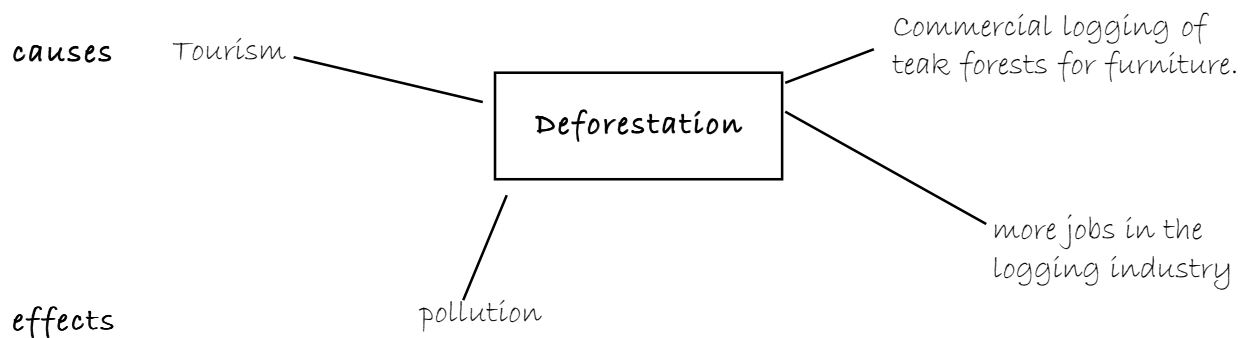 causes
Tourism
Commercial logging of
teak forests for furniture.
Deforestation
more jobs in the
logging industry
effects
pollution